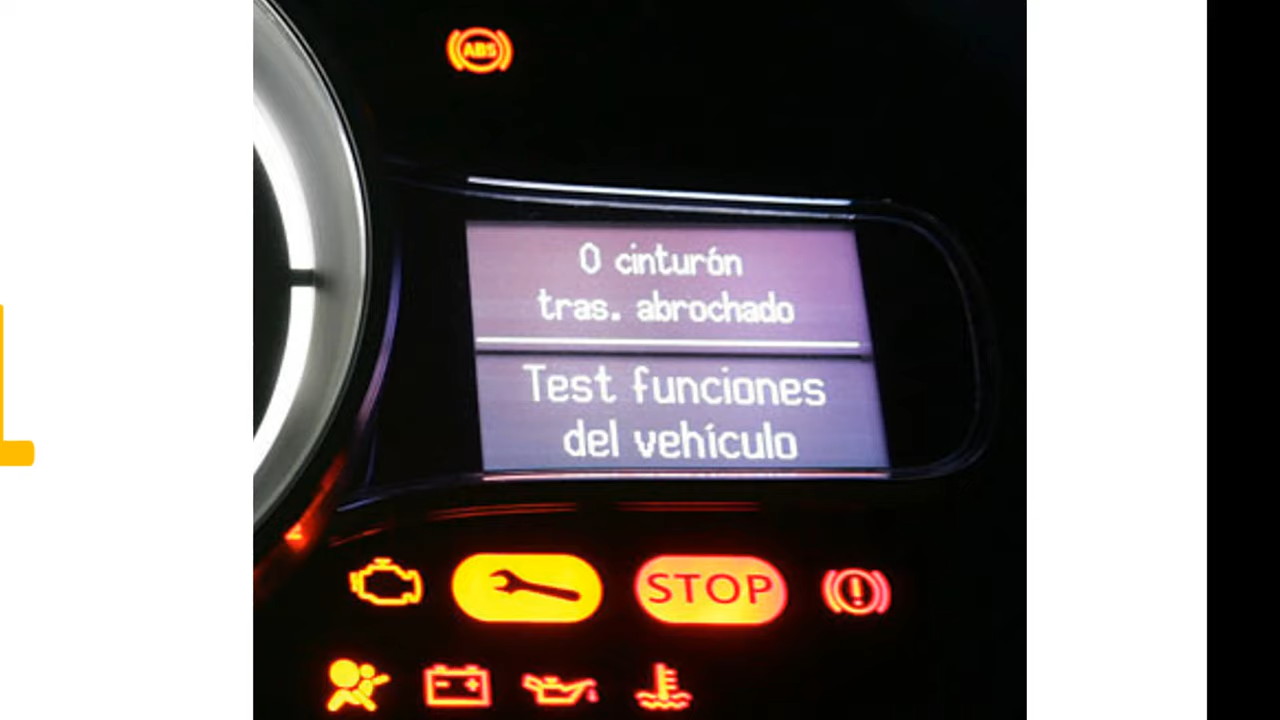 ABS
0 cinturón
tras. abrochado
Test funciones
del vehículo
STOP